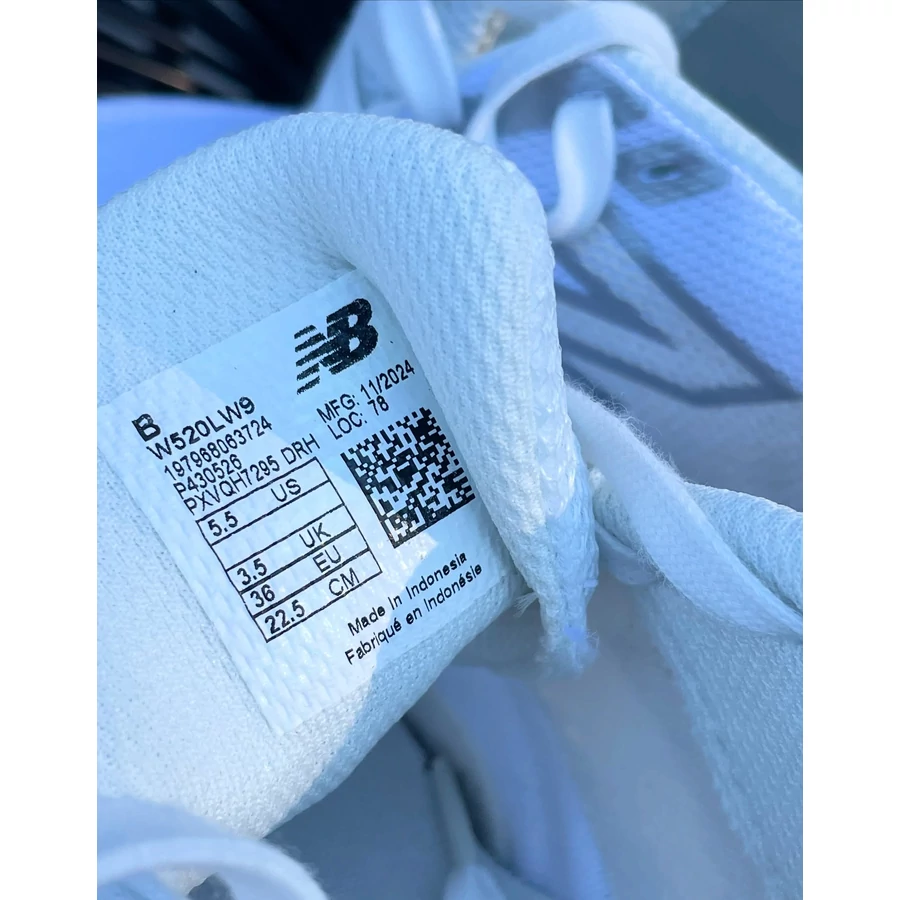 NB
B
W520LW9
197968063724
P430526
PXVQH7295 DRH
MFG: 11/2024
LOC: 78
5.5 US
3.5 UK
36 EU
22.5 CM
Made in Indonesia
Fabriqué en Indonésie